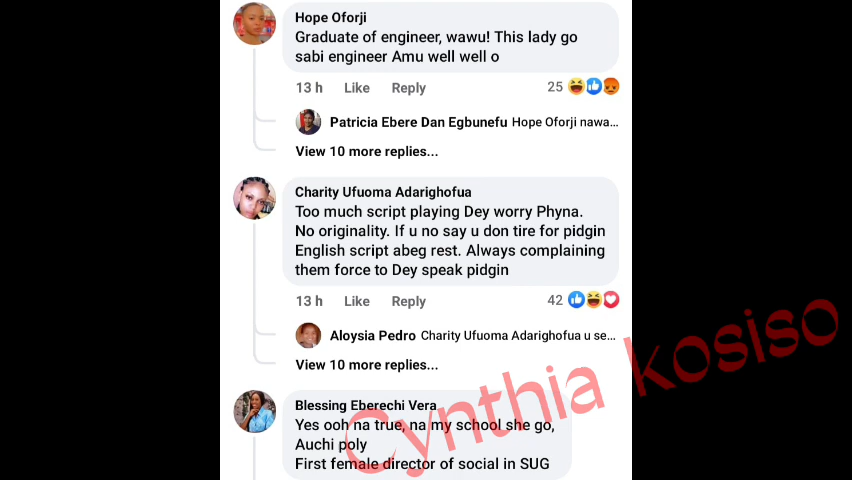 Hope Oforji
Graduate of engineer, wawu! This lady go
sabi engineer Amu well well o
13 h Like Reply 25
Patricia Ebere Dan Egbunefu Hope Oforji nawa...
View 10 more replies...
Charity Ufuoma Adarighofua
Too much script playing Dey worry Phyna.
No originality. If u no say u don tire for pidgin
English script abeg rest. Always complaining
them force to Dey speak pidgin
13 h Like Reply 42
Aloysia Pedro Charity Ufuoma Adarighofua u se...
View 10 more replies...
Blessing Eberechi Vera
Yes ooh na true, na my school she go,
Auchi poly
First female director of social in SUG
Cynthia kosiso